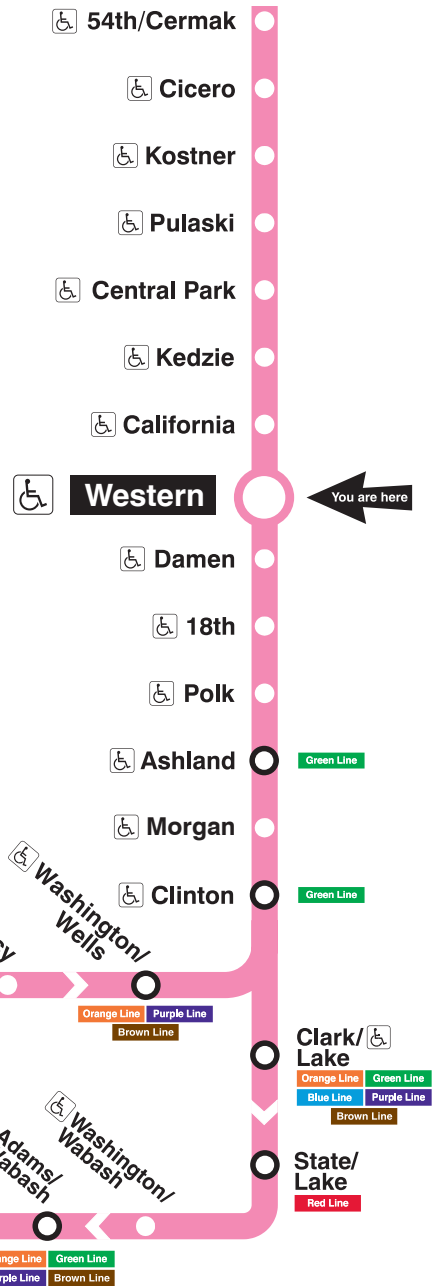 54th/Cermak
Cicero
Kostner
Pulaski
Central Park
Kedzie
California
Western
You are here
Damen
18th
Polk
Ashland
Green Line
Morgan
Clinton
Green Line
Washington/
Wells
Orange Line
Purple Line
Brown Line
Clark/
Lake
Orange Line
Green Line
Blue Line
Purple Line
Brown Line
Washington/
Wabash
State/
Lake
Red Line
Adams/
Green Line
Brown Line